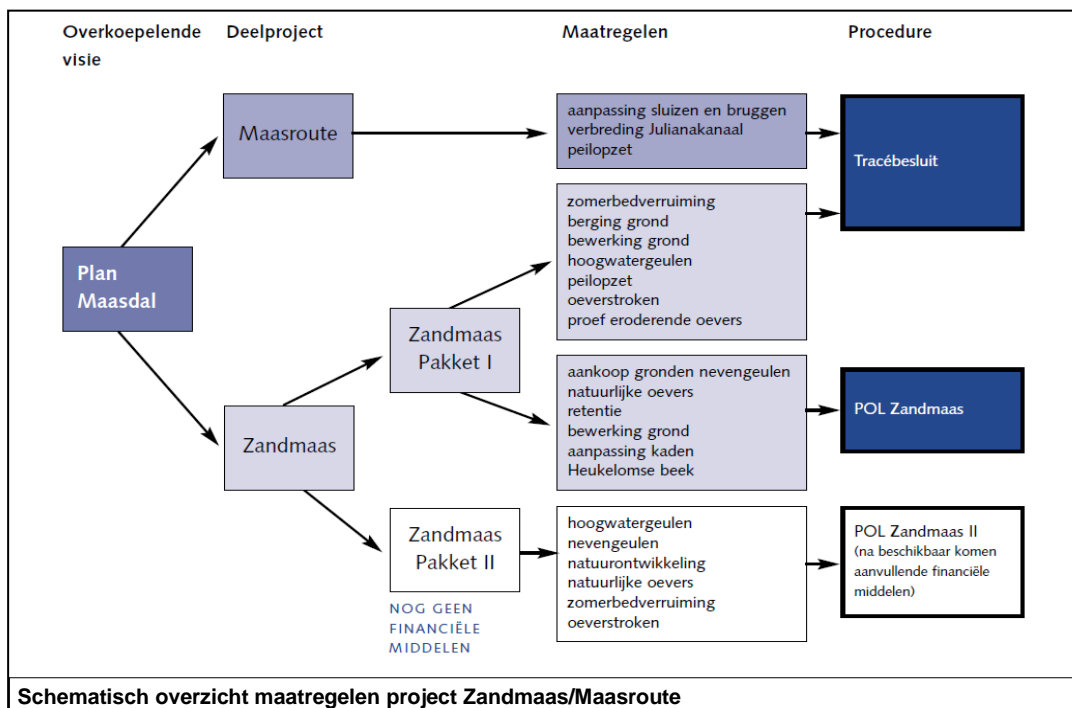 Overkoepelende
visie
Deelproject
Maatregelen
Procedure
Maasroute
aanpassing sluizen en bruggen
verbreding Julianakanaal
peilopzet
Tracébesluit
zomerbedverruiming
berging grond
bewerking grond
hoogwatergeulen
peilopzet
oeverstroken
proef eroderende oevers
Plan
Maasdal
Zandmaas
Pakket I
aankoop gronden nevengeulen
natuurlijke oevers
retentie
bewerking grond
aanpassing kaden
Heukelomse beek
POL Zandmaas
Zandmaas
Zandmaas
Pakket II
NOG GEEN
FINANCIËLE
MIDDELEN
hoogwatergeulen
nevengeulen
natuurontwikkeling
natuurlijke oevers
zomerbedverruiming
oeverstroken
POL Zandmaas II
(na beschikbaar komen
aanvullende financiële
middelen)
Schematisch overzicht maatregelen project Zandmaas/Maasroute